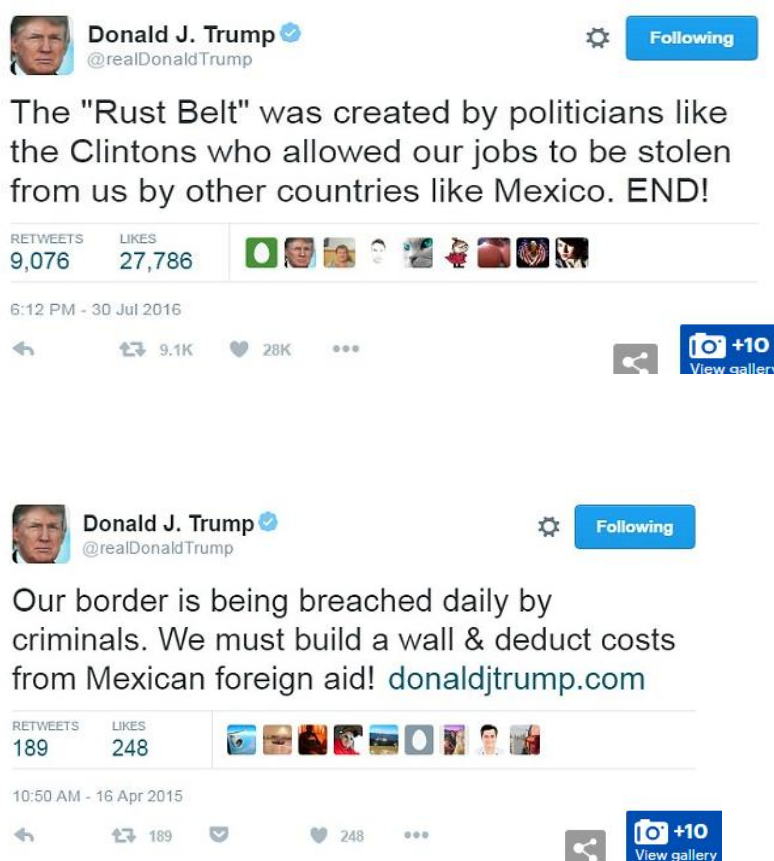 Donald J. Trump
Following
@realDonaldTrump
The "Rust Belt" was created by politicians like
the Clintons who allowed our jobs to be stolen
from us by other countries like Mexico. END!
RETWEETS LIKES
9,076 27,786
6:12 PM - 30 Jul 2016
9.1K 28K
+10
View gallery
Donald J. Trump
Following
@realDonaldTrump
Our border is being breached daily by
criminals. We must build a wall & deduct costs
from Mexican foreign aid! donaldjtrump.com
RETWEETS LIKES
189 248
10:50 AM - 16 Apr 2015
189 248
+10
View gallery